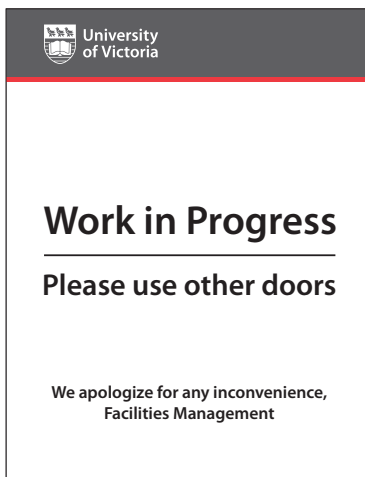 University
of Victoria
Work in Progress
Please use other doors
We apologize for any inconvenience,
Facilities Management